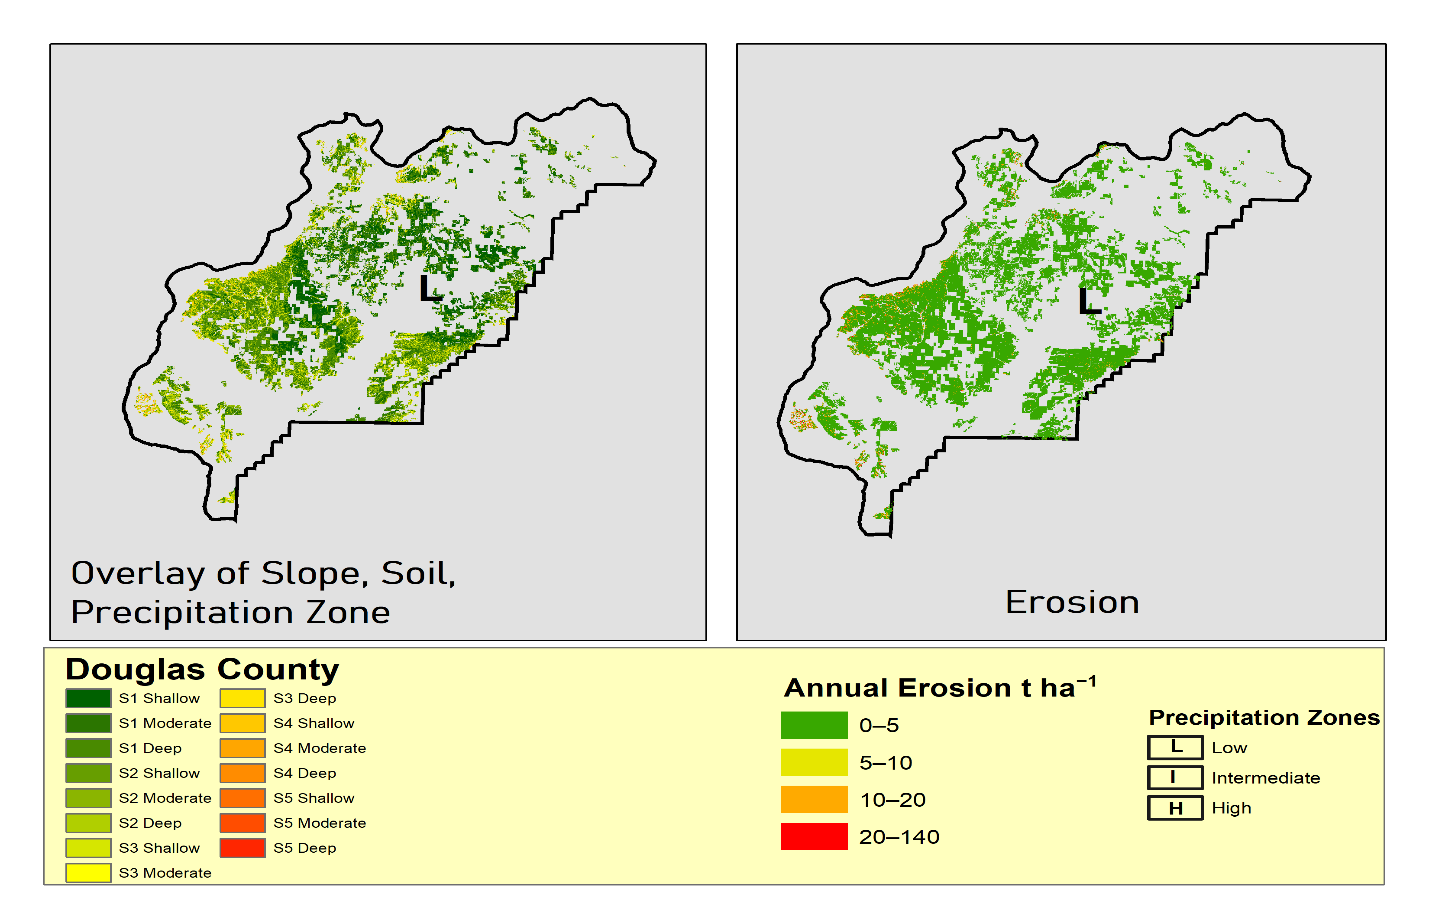 L
L
Overlay of Slope, Soil,
Precipitation Zone
Erosion
Douglas County
S1 Shallow
S1 Moderate
S1 Deep
S2 Shallow
S2 Moderate
S2 Deep
S3 Shallow
S3 Moderate
S3 Deep
S4 Shallow
S4 Moderate
S4 Deep
S5 Shallow
S5 Moderate
S5 Deep
Annual Erosion t ha⁻¹
0–5
5–10
10–20
20–140
Precipitation Zones
L Low
I Intermediate
H High